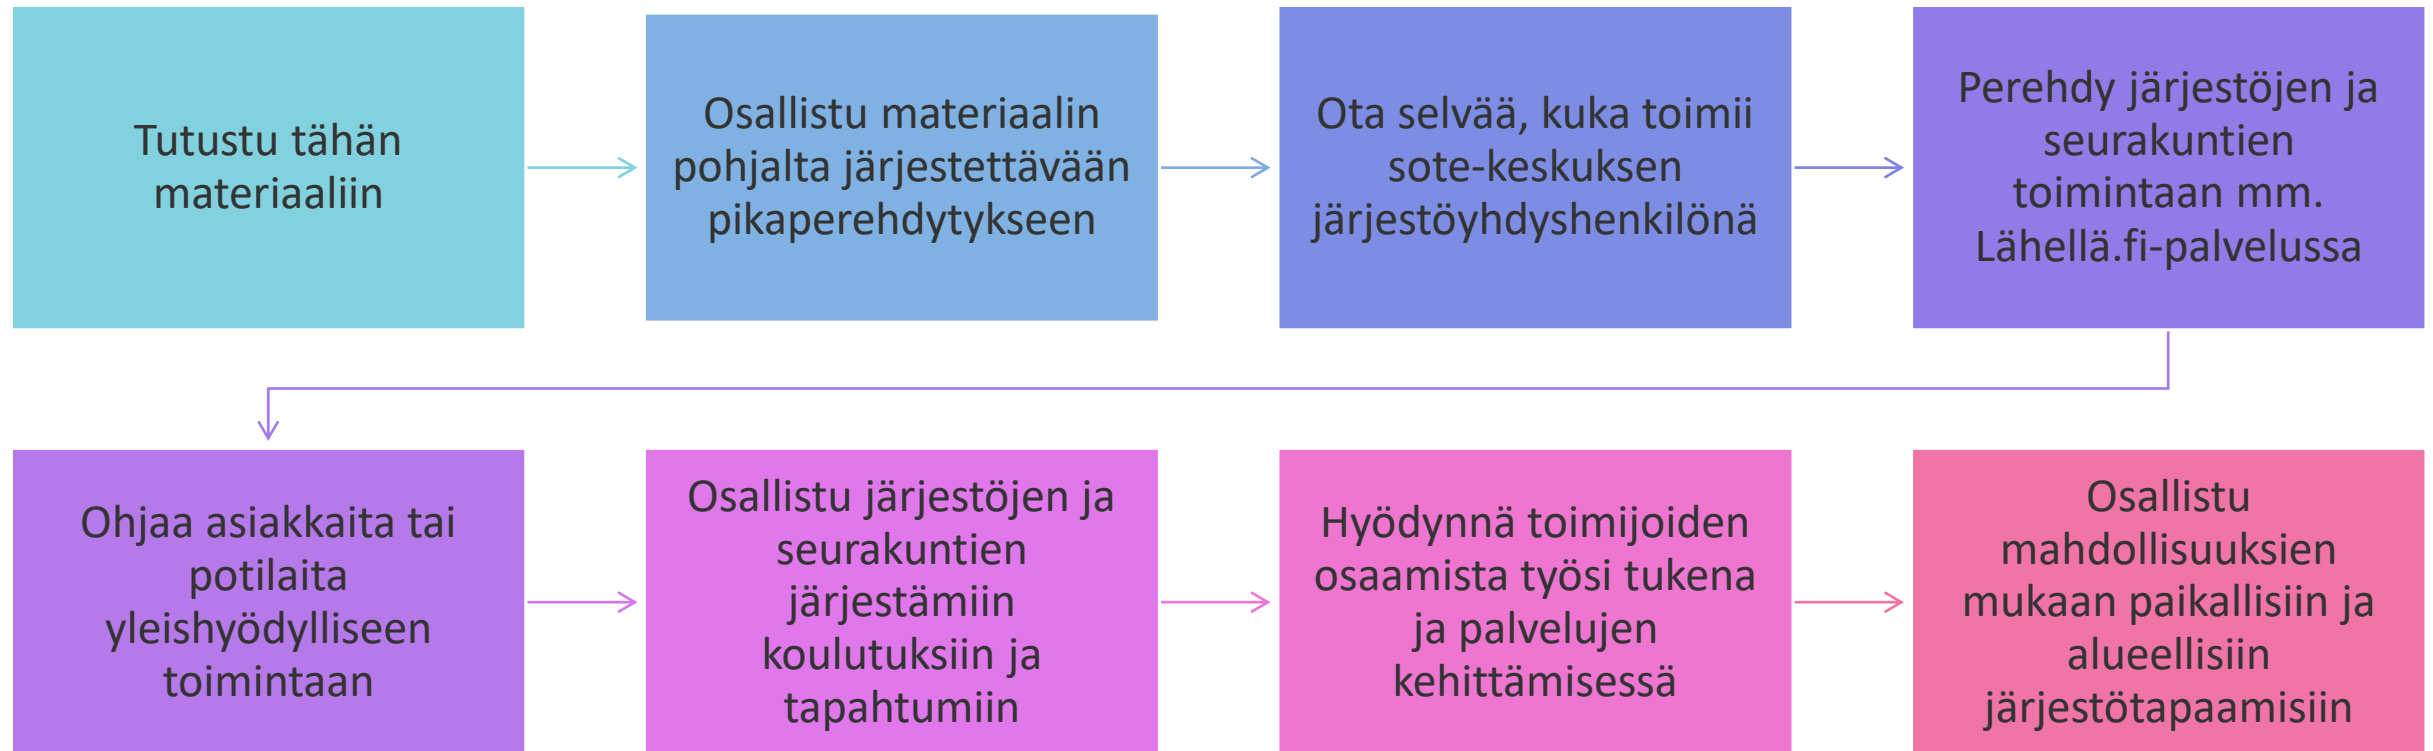 Tutustu tähän
materiaaliin
Osallistu materiaalin
pohjalta järjestettävään
pikaperehdytykseen
Ota selvää, kuka toimii
sote-keskuksen
järjestöyhdyshenkilönä
Perehdy järjestöjen ja
seurakuntien
toimintaan mm.
Lähellä.fi-palvelussa
Ohjaa asiakkaita tai
potilaita
yleishyödylliseen
toimintaan
Osallistu järjestöjen ja
seurakuntien
järjestämiin
koulutuksiin ja
tapahtumiin
Hyödynnä toimijoiden
osaamista työsi tukena
ja palvelujen
kehittämisessä
Osallistu
mahdollisuuksien
mukaan paikallisiin ja
alueellisiin
järjestötapaamisiin